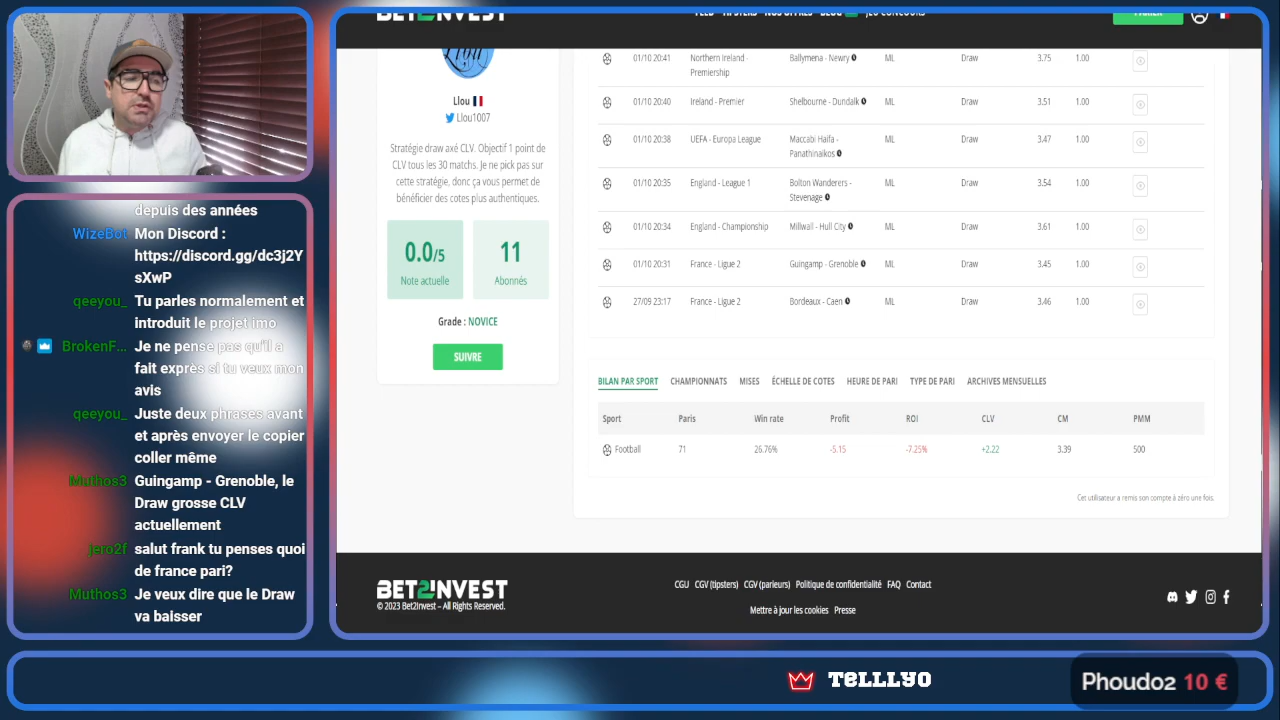 BET2INVEST
FEED TIPSTERS NOS OFFRES BLOG JEU CONCOURS
PARIER
Llou
Llou1007
Stratégie draw axé CLV. Objectif 1 point de
CLV tous les 30 matchs. Je ne pick pas sur
cette stratégie, donc ça vous permet de
bénéficier des cotes plus authentiques.
0.0/5
Note actuelle
11
Abonnés
Grade : NOVICE
SUIVRE
01/10 20:41 Northern Ireland - Premiership Ballymena - Newry ML Draw 3.75 1.00
01/10 20:40 Ireland - Premier Shelbourne - Dundalk ML Draw 3.51 1.00
01/10 20:38 UEFA - Europa League Maccabi Haifa - Panathinaikos ML Draw 3.47 1.00
01/10 20:35 England - League 1 Bolton Wanderers - Stevenage ML Draw 3.54 1.00
01/10 20:34 England - Championship Millwall - Hull City ML Draw 3.61 1.00
01/10 20:31 France - Ligue 2 Guingamp - Grenoble ML Draw 3.45 1.00
27/09 23:17 France - Ligue 2 Bordeaux - Caen ML Draw 3.46 1.00
BILAN PAR SPORT CHAMPIONNATS MISES ÉCHELLE DE COTES HEURE DE PARI TYPE DE PARI ARCHIVES MENSUELLES
Sport Paris Win rate Profit ROI CLV CM PMM
Football 71 26.76% -5.15 -7.25% +2.22 3.39 500
Cet utilisateur a remis son compte à zéro une fois.
BET2INVEST
© 2023 Bet2Invest – All Rights Reserved.
CGU CGV (tipsters) CGV (parieurs) Politique de confidentialité FAQ Contact
Mettre à jour les cookies Presse
depuis des années
WizeBot Mon Discord :
https://discord.gg/dc3j2Y
sXwP
qeeyou_ Tu parles normalement et
introduit le projet imo
BrokenF... Je ne pense pas qu'il a
fait exprès si tu veux mon
avis
qeeyou_ Juste deux phrases avant
et après envoyer le copier
coller même
Muthos3 Guingamp - Grenoble, le
Draw grosse CLV
actuellement
jero2f salut frank tu penses quoi
de france pari?
Muthos3 Je veux dire que le Draw
va baisser
TellLyo
Phoudo2 10 €